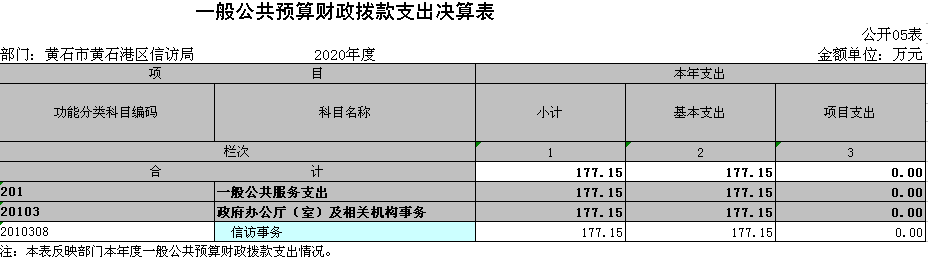 一般公共预算财政拨款支出决算表
公开05表
部门：黄石市黄石港区信访局 2020年度 金额单位：万元
项 目 本年支出
功能分类科目编码 科目名称 小计 基本支出 项目支出
栏次 1 2 3
合 计 177.15 177.15 0.00
201 一般公共服务支出 177.15 177.15 0.00
20103 政府办公厅（室）及相关机构事务 177.15 177.15 0.00
2010308 信访事务 177.15 177.15 0.00
注：本表反映部门本年度一般公共预算财政拨款支出情况。